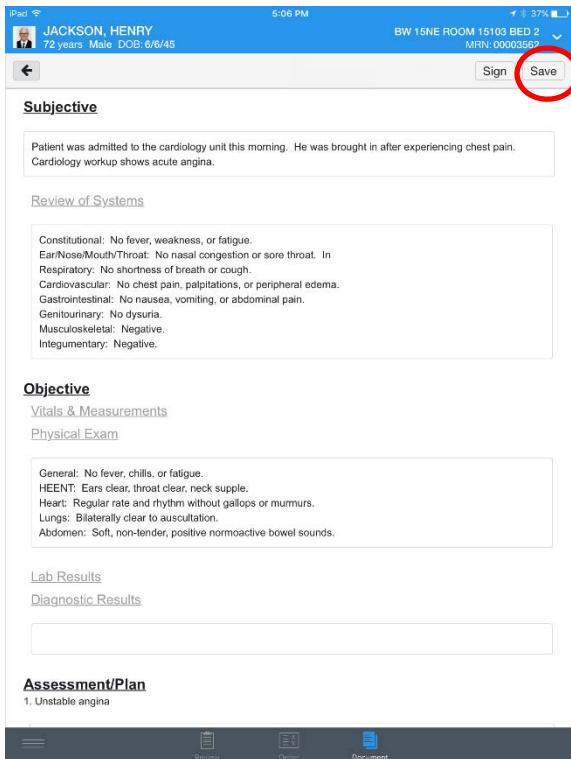 iPad 5:06 PM 37%
JACKSON, HENRY
72 years Male DOB: 6/6/45
BW 15NE ROOM 15103 BED 2
MRN: 00003562
Sign Save
Subjective
Patient was admitted to the cardiology unit this morning. He was brought in after experiencing chest pain.
Cardiology workup shows acute angina.
Review of Systems
Constitutional: No fever, weakness, or fatigue.
Ear/Nose/Mouth/Throat: No nasal congestion or sore throat. In
Respiratory: No shortness of breath or cough.
Cardiovascular: No chest pain, palpitations, or peripheral edema.
Gastrointestinal: No nausea, vomiting, or abdominal pain.
Genitourinary: No dysuria.
Musculoskeletal: Negative.
Integumentary: Negative.
Objective
Vitals & Measurements
Physical Exam
General: No fever, chills, or fatigue.
HEENT: Ears clear, throat clear, neck supple.
Heart: Regular rate and rhythm without gallops or murmurs.
Lungs: Bilaterally clear to auscultation.
Abdomen: Soft, non-tender, positive normoactive bowel sounds.
Lab Results
Diagnostic Results
Assessment/Plan
1. Unstable angina
Review Order Document